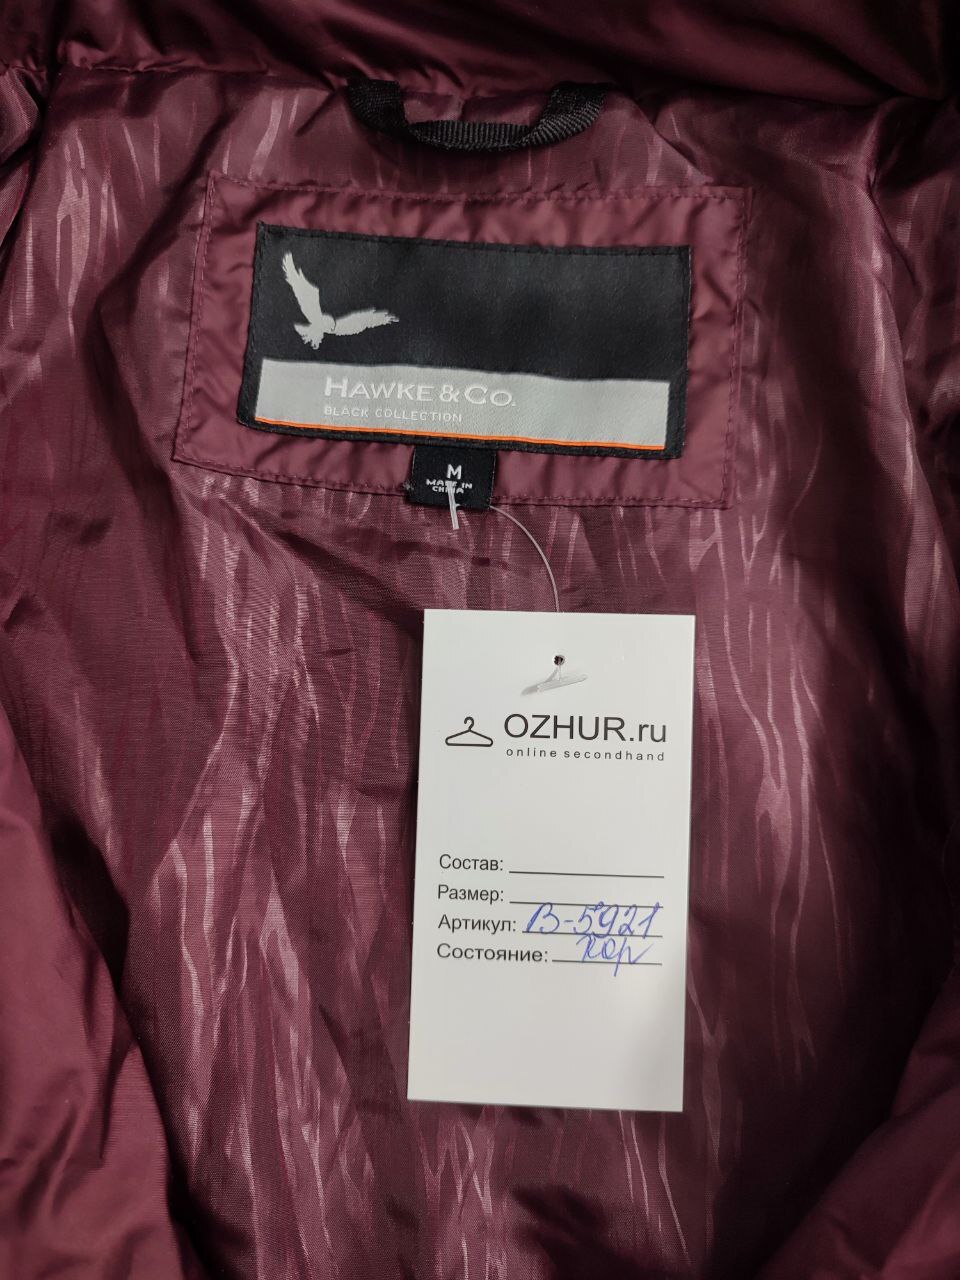 HAWKE & CO.
BLACK COLLECTION
M
MADE IN
CHINA
OZHUR.ru
online secondhand
Состав:
Размер:
Артикул: В-5921
Состояние: хор